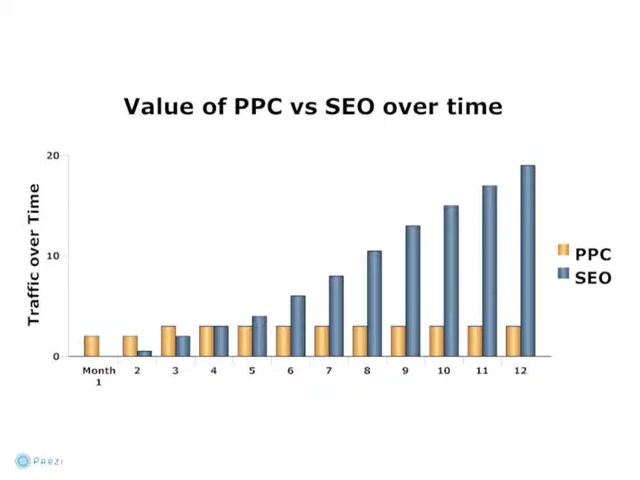 Value of PPC vs SEO over time
20
10
0
Traffic over Time
Month 1 2 3 4 5 6 7 8 9 10 11 12
PPC
SEO
Prezi